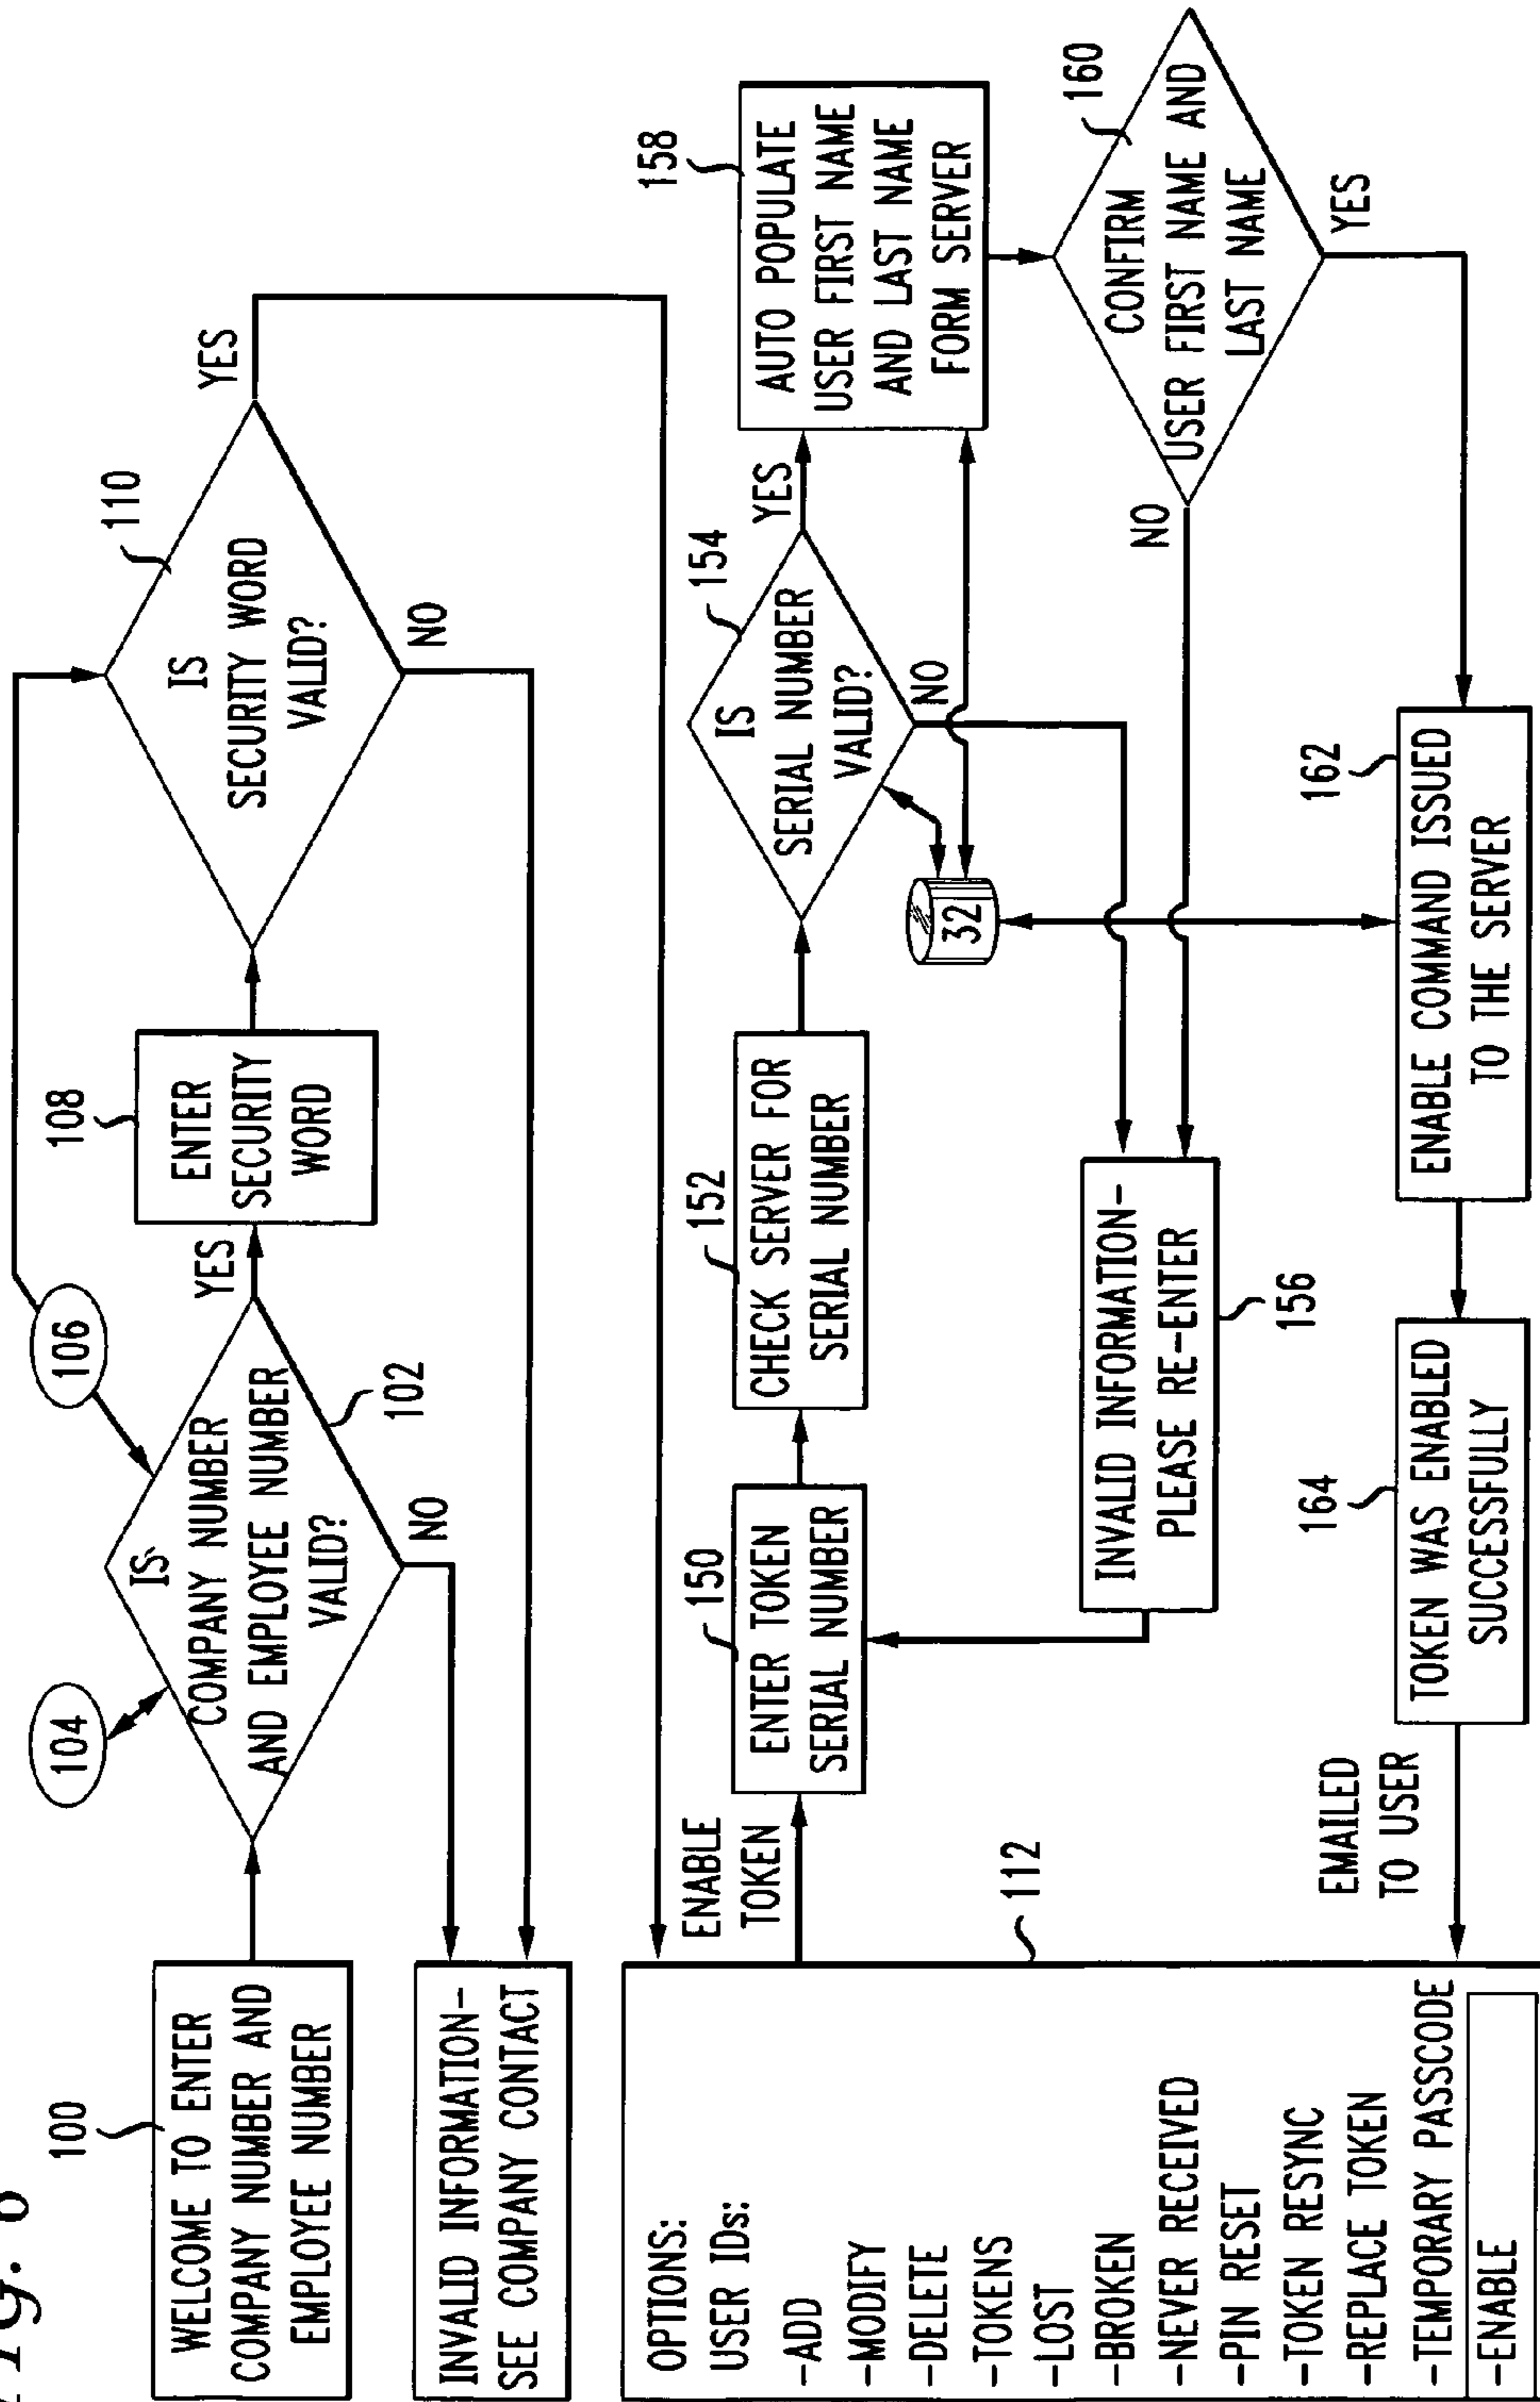 Fig. 6
100
WELCOME TO ENTER
COMPANY NUMBER AND
EMPLOYEE NUMBER
104
IS
COMPANY NUMBER
AND EMPLOYEE NUMBER
VALID?
102
106
YES
NO
108
ENTER
SECURITY
WORD
110
IS
SECURITY WORD
VALID?
YES
NO
INVALID INFORMATION-
SEE COMPANY CONTACT
OPTIONS:
USER IDs:
-ADD
-MODIFY
-DELETE
-TOKENS
-LOST
-BROKEN
-NEVER RECEIVED
-PIN RESET
-TOKEN RESYNC
-REPLACE TOKEN
-TEMPORARY PASSCODE
-ENABLE
112
ENABLE
TOKEN
150
ENTER TOKEN
SERIAL NUMBER
152
CHECK SERVER FOR
SERIAL NUMBER
154
IS
SERIAL NUMBER
VALID?
YES
NO
32
158
AUTO POPULATE
USER FIRST NAME
AND LAST NAME
FORM SERVER
INVALID INFORMATION-
PLEASE RE-ENTER
156
160
CONFIRM
USER FIRST NAME AND
LAST NAME
NO
YES
162
ENABLE COMMAND ISSUED
TO THE SERVER
164
TOKEN WAS ENABLED
SUCCESSFULLY
EMAILED
TO USER